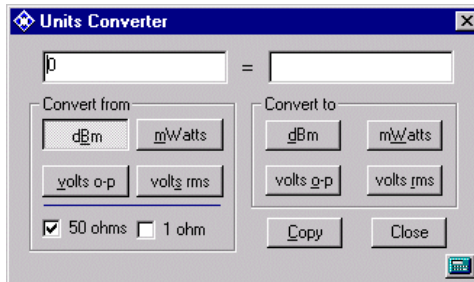 Units Converter
0 =
Convert from
dBm mWatts
volts o-p volts rms
50 ohms 1 ohm
Convert to
dBm mWatts
volts o-p volts rms
Copy Close